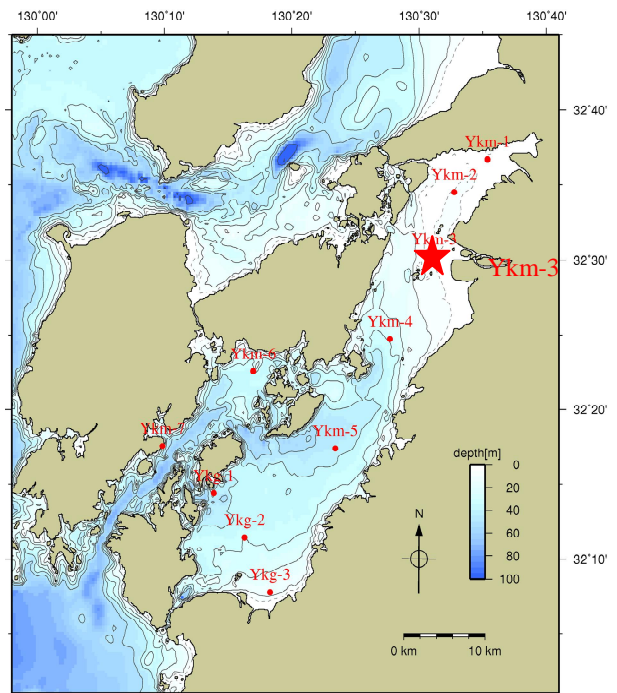 130°00' 130°10' 130°20' 130°30' 130°40'
32°40'
Ykm-1
Ykm-2
Ykm-3
32°30'
Ykm-3
Ykm-4
Ykm-6
32°20'
Ykm-7
Ykm-5
depth[m]
0
20
40
60
80
100
Ykg-1
Ykg-2
N
32°10'
Ykg-3
0 km 10 km